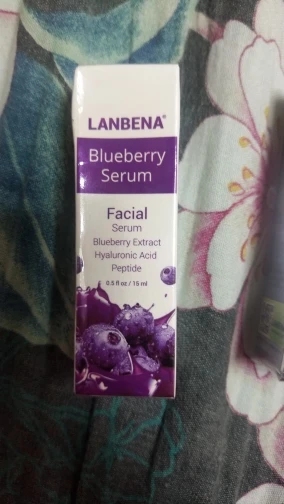 LANBENA®
Blueberry
Serum
Facial
Serum
Blueberry Extract
Hyaluronic Acid
Peptide
0.5 fl oz / 15 ml